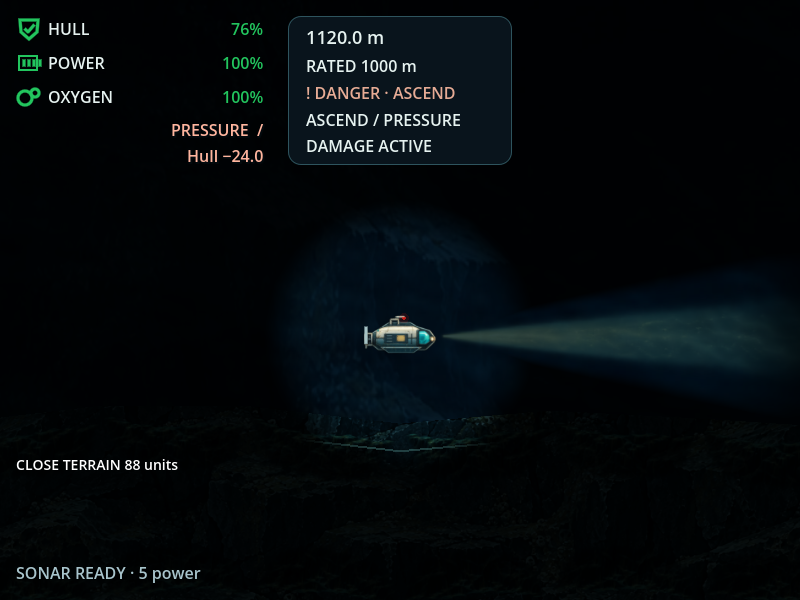 HULL 76%
POWER 100%
OXYGEN 100%
PRESSURE /
Hull −24.0
1120.0 m
RATED 1000 m
! DANGER · ASCEND
ASCEND / PRESSURE
DAMAGE ACTIVE
CLOSE TERRAIN 88 units
SONAR READY · 5 power